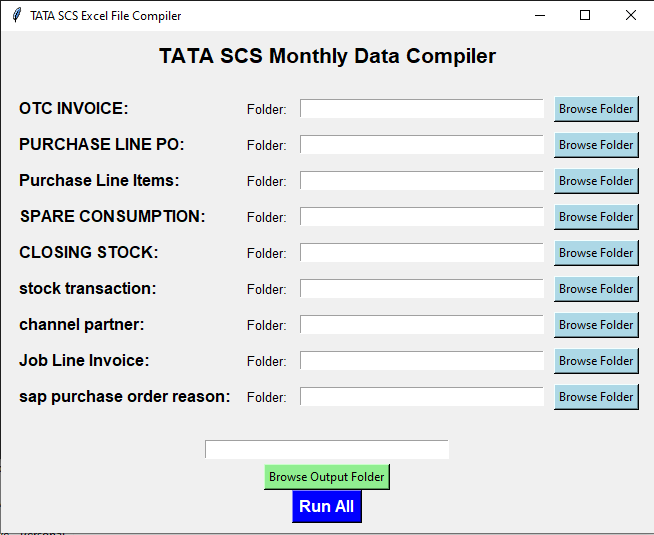 TATA SCS Excel File Compiler
TATA SCS Monthly Data Compiler
OTC INVOICE: Folder: Browse Folder
PURCHASE LINE PO: Folder: Browse Folder
Purchase Line Items: Folder: Browse Folder
SPARE CONSUMPTION: Folder: Browse Folder
CLOSING STOCK: Folder: Browse Folder
stock transaction: Folder: Browse Folder
channel partner: Folder: Browse Folder
Job Line Invoice: Folder: Browse Folder
sap purchase order reason: Folder: Browse Folder
Browse Output Folder
Run All